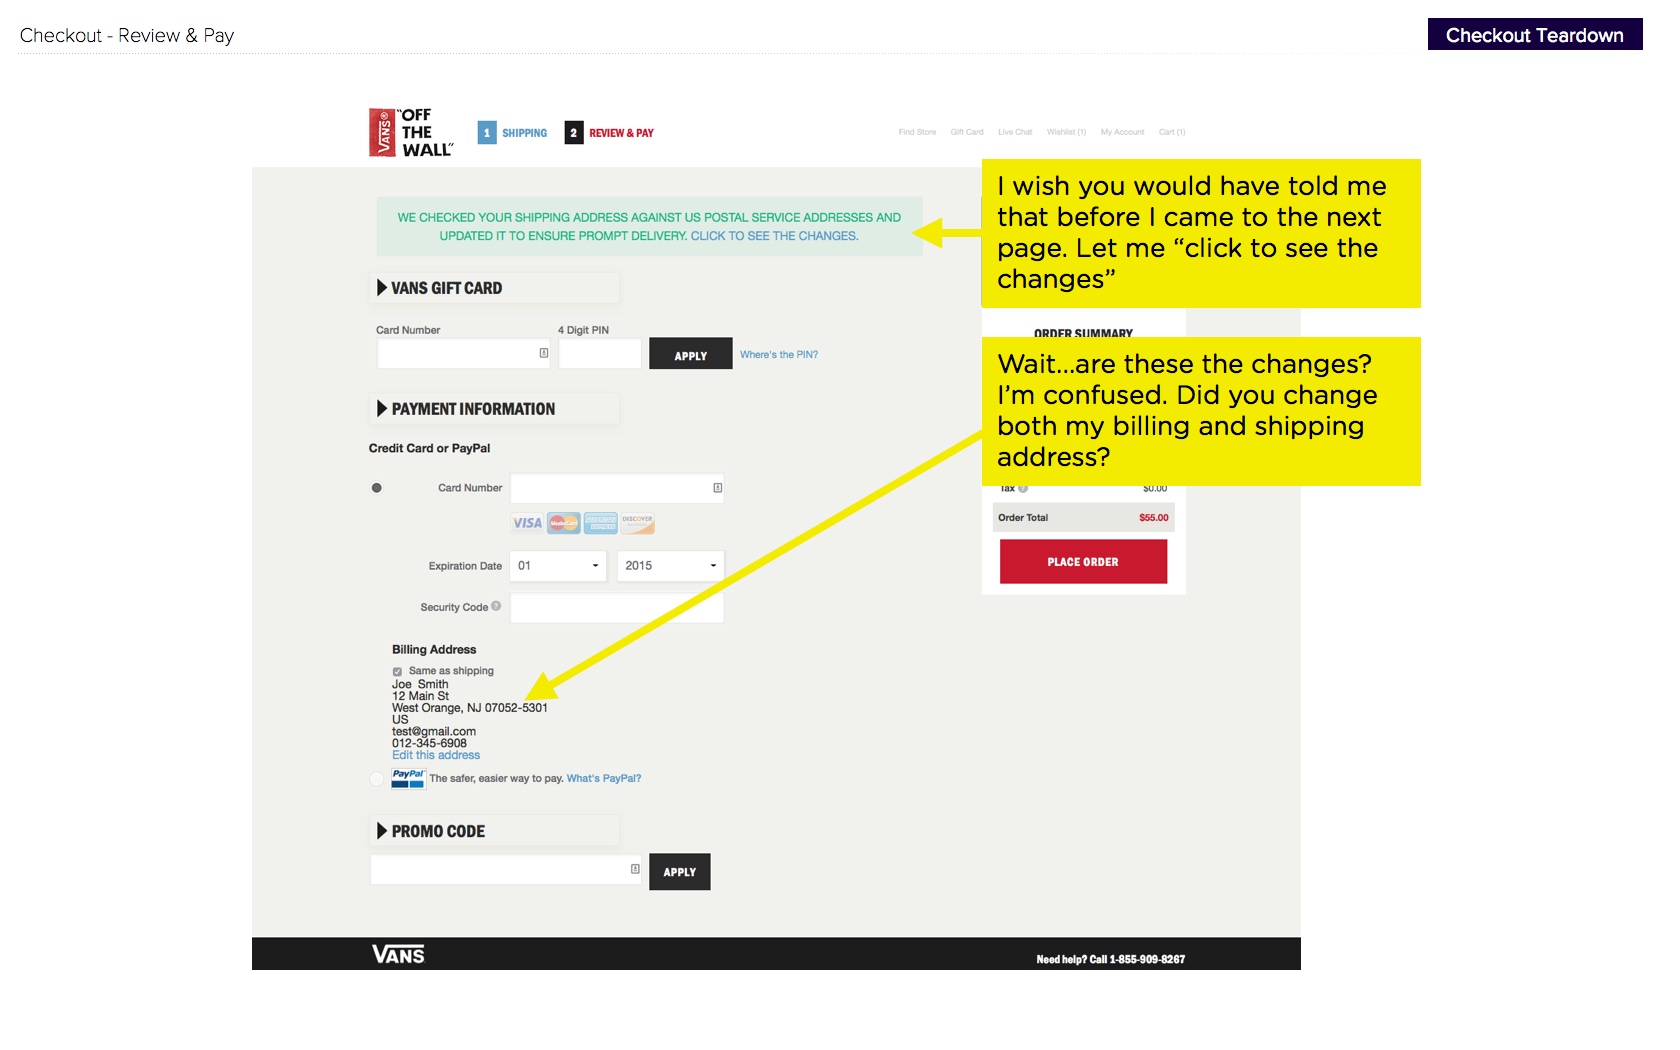 Checkout - Review & Pay
Checkout Teardown
VANS® "OFF THE WALL"
1 SHIPPING 2 REVIEW & PAY
Find Store Gift Card Live Chat Wishlist (1) My Account Cart (1)
WE CHECKED YOUR SHIPPING ADDRESS AGAINST US POSTAL SERVICE ADDRESSES AND
UPDATED IT TO ENSURE PROMPT DELIVERY. CLICK TO SEE THE CHANGES.
I wish you would have told me
that before I came to the next
page. Let me “click to see the
changes”
VANS GIFT CARD
Card Number 4 Digit PIN
APPLY Where's the PIN?
ORDER SUMMARY
Wait...are these the changes?
I’m confused. Did you change
both my billing and shipping
address?
PAYMENT INFORMATION
Credit Card or PayPal
Card Number
VISA MasterCard AMERICAN EXPRESS DISCOVER
Expiration Date 01 2015
Security Code ?
Tax ? $0.00
Order Total $55.00
PLACE ORDER
Billing Address
Same as shipping
Joe Smith
12 Main St
West Orange, NJ 07052-5301
US
test@gmail.com
012-345-6908
Edit this address
PayPal The safer, easier way to pay. What's PayPal?
PROMO CODE
APPLY
VANS
Need help? Call 1-855-909-8267